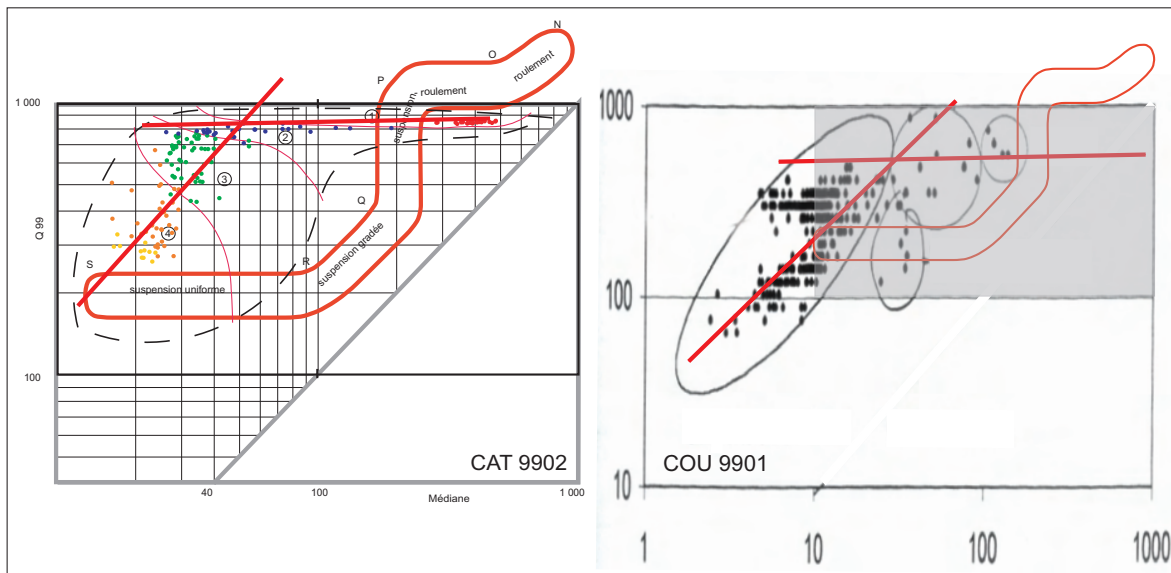 N
O
P
roulement
suspension, roulement
1 000
1
2
3
Q
Q 99
4
S
R
suspension gradée
suspension uniforme
100
CAT 9902
40
100
Médiane
1 000
1000
100
COU 9901
10
1
10
100
1000